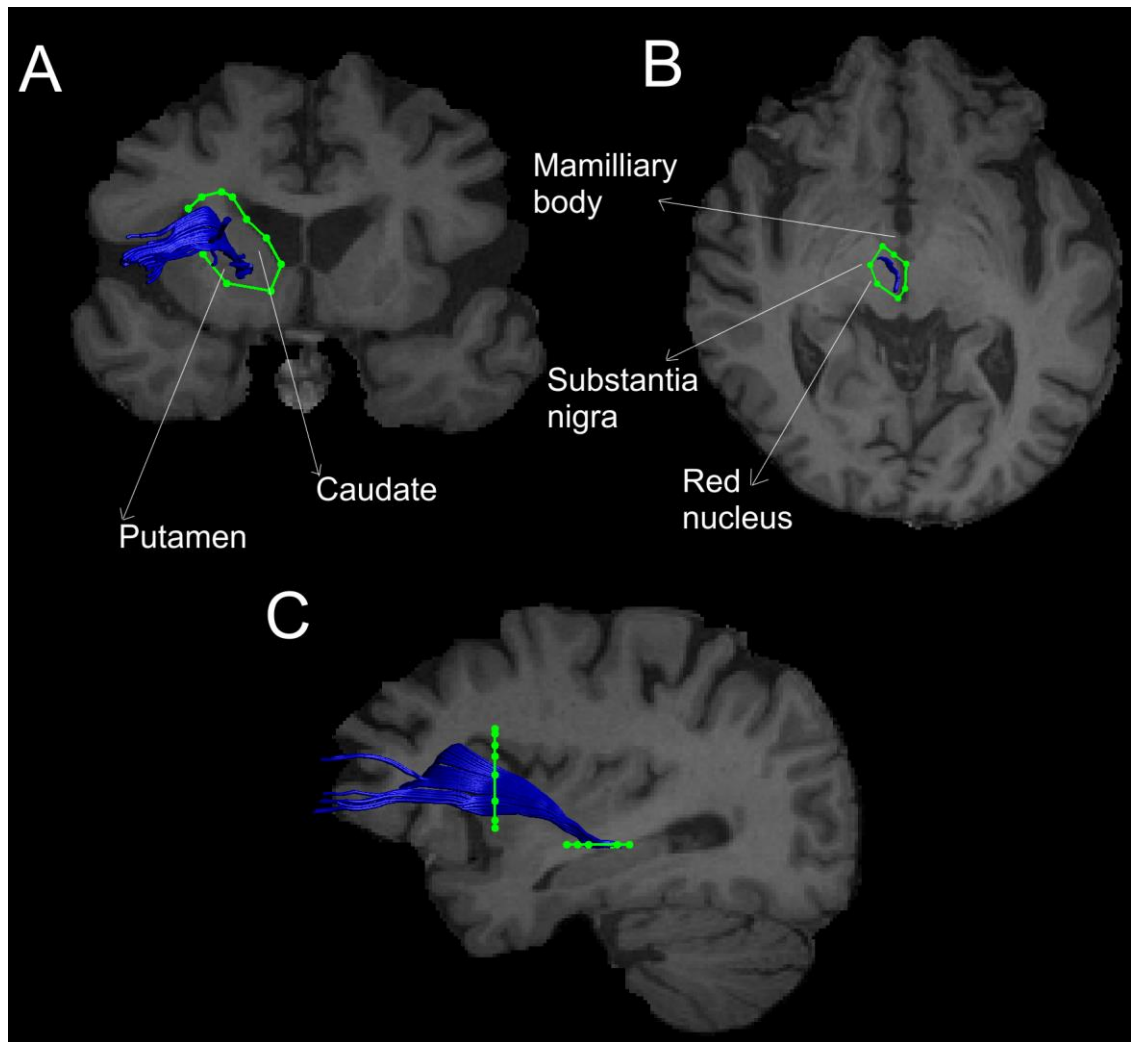 A
B
Mamilliary
body
Substantia
nigra
Caudate
Red
nucleus
Putamen
C